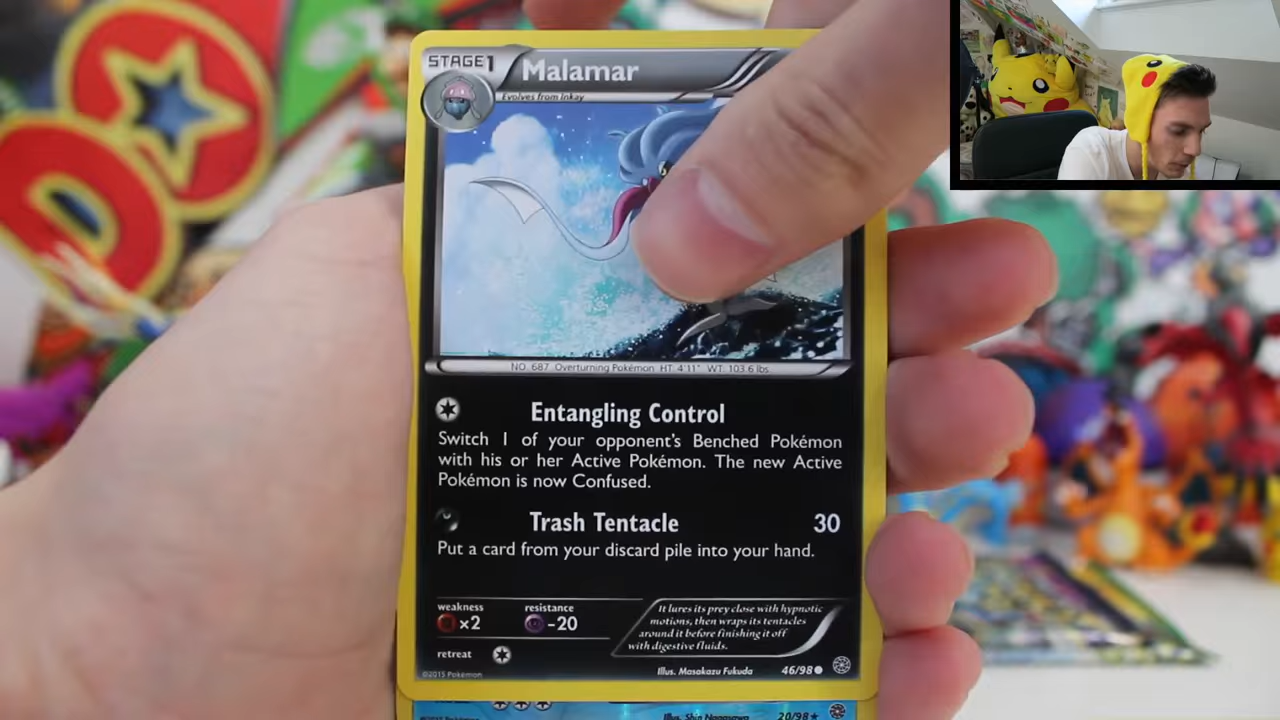 STAGE1
Malamar
Evolves from Inkay
NO. 687 Overturning Pokémon HT: 4'11" WT: 103.6 lbs.
Entangling Control
Switch 1 of your opponent's Benched Pokémon
with his or her Active Pokémon. The new Active
Pokémon is now Confused.
Trash Tentacle 30
Put a card from your discard pile into your hand.
weakness resistance
×2 -20
It lures its prey close with hypnotic
motions, then wraps its tentacles
around it before finishing it off
with digestive fluids.
retreat
Illus. Masakazu Fukuda 46/98
©2015 Pokémon
Illus. Shin Nagasawa 20/98